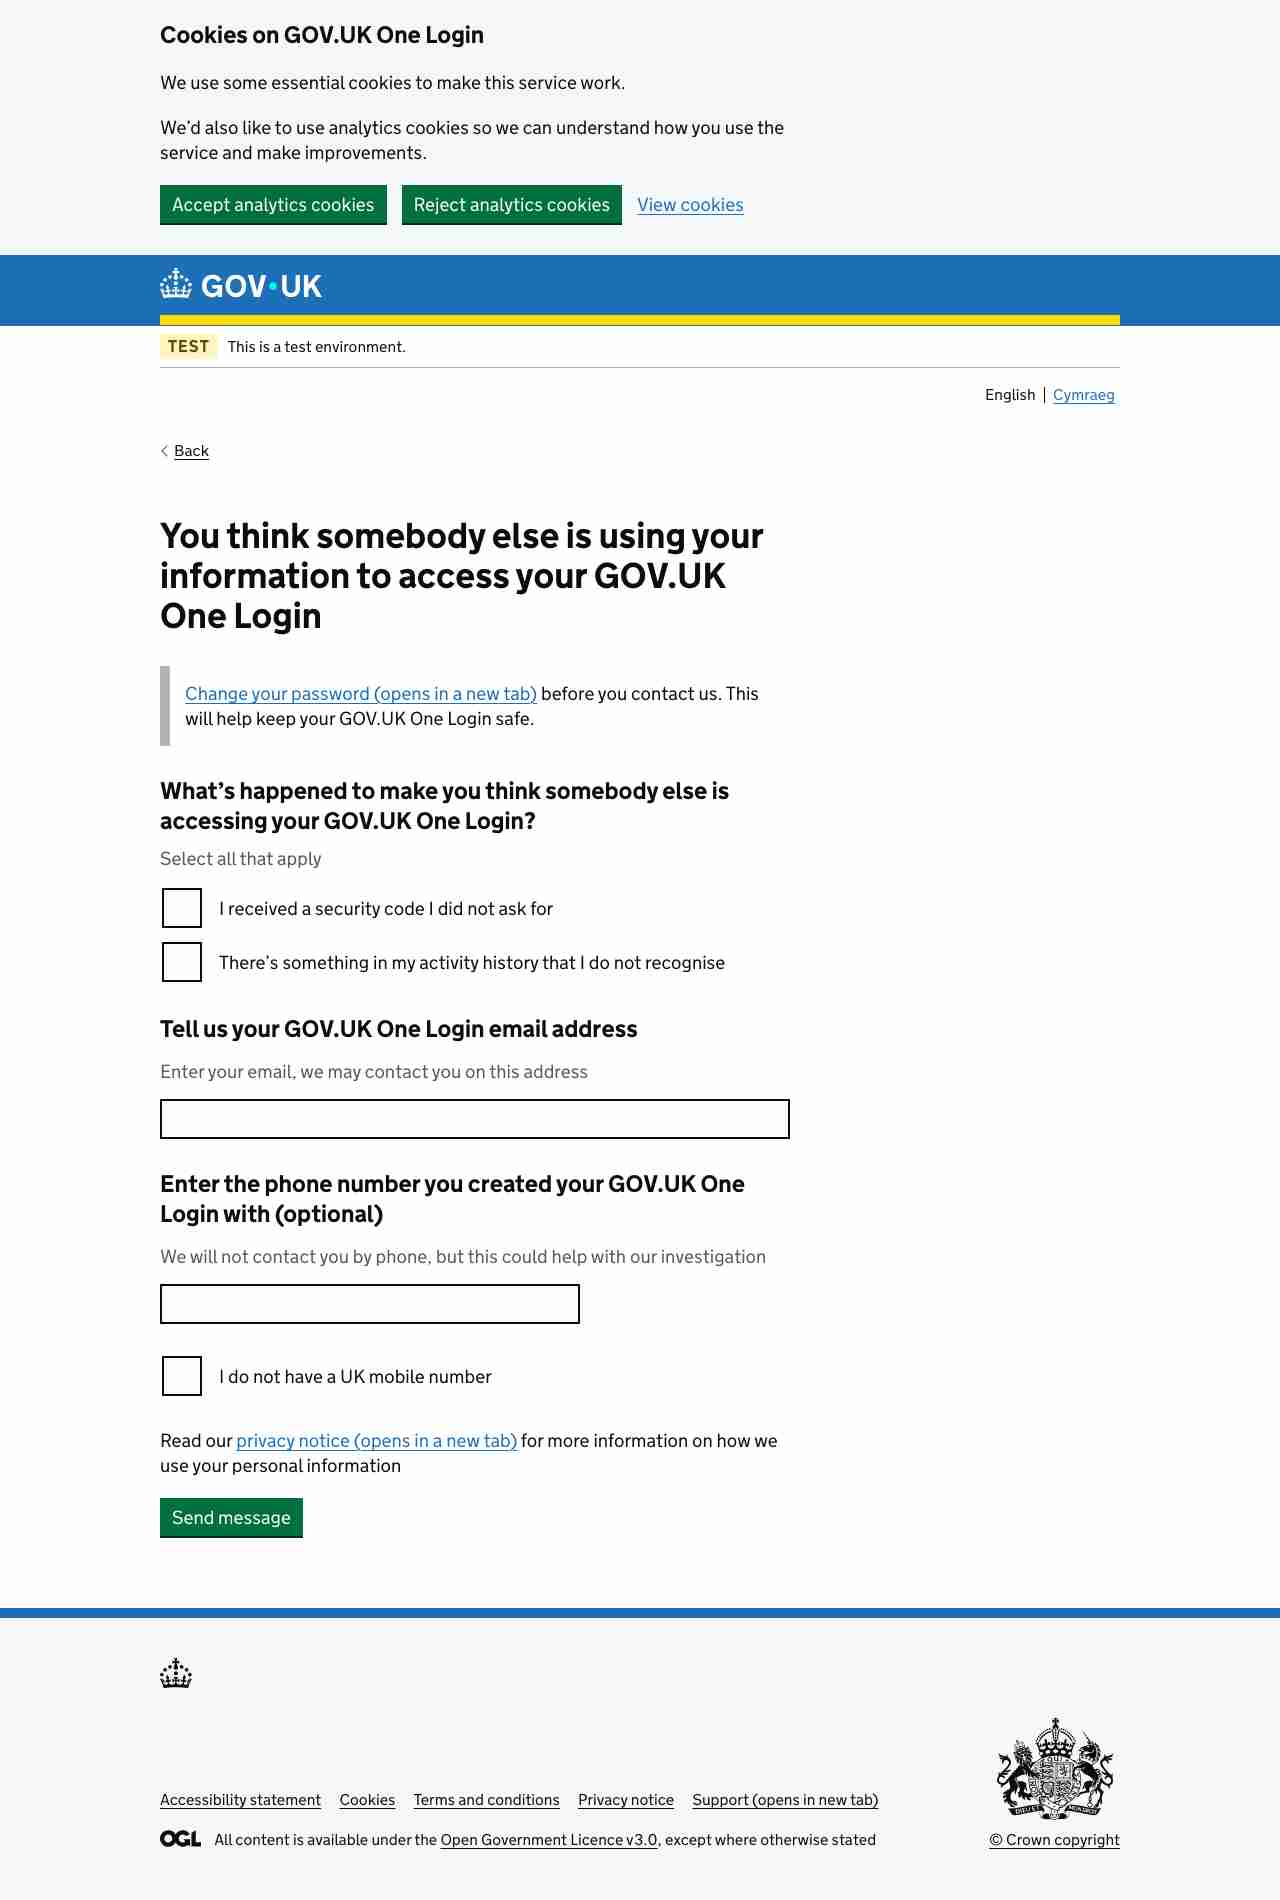 Cookies on GOV.UK One Login
We use some essential cookies to make this service work.
We’d also like to use analytics cookies so we can understand how you use the
service and make improvements.
Accept analytics cookies
Reject analytics cookies
View cookies
GOV·UK
TEST This is a test environment.
English
Cymraeg
Back
You think somebody else is using your
information to access your GOV.UK
One Login
Change your password (opens in a new tab) before you contact us. This
will help keep your GOV.UK One Login safe.
What’s happened to make you think somebody else is
accessing your GOV.UK One Login?
Select all that apply
I received a security code I did not ask for
There’s something in my activity history that I do not recognise
Tell us your GOV.UK One Login email address
Enter your email, we may contact you on this address
Enter the phone number you created your GOV.UK One
Login with (optional)
We will not contact you by phone, but this could help with our investigation
I do not have a UK mobile number
Read our privacy notice (opens in a new tab) for more information on how we
use your personal information
Send message
Accessibility statement Cookies Terms and conditions Privacy notice Support (opens in new tab)
OGL All content is available under the Open Government Licence v3.0, except where otherwise stated
© Crown copyright